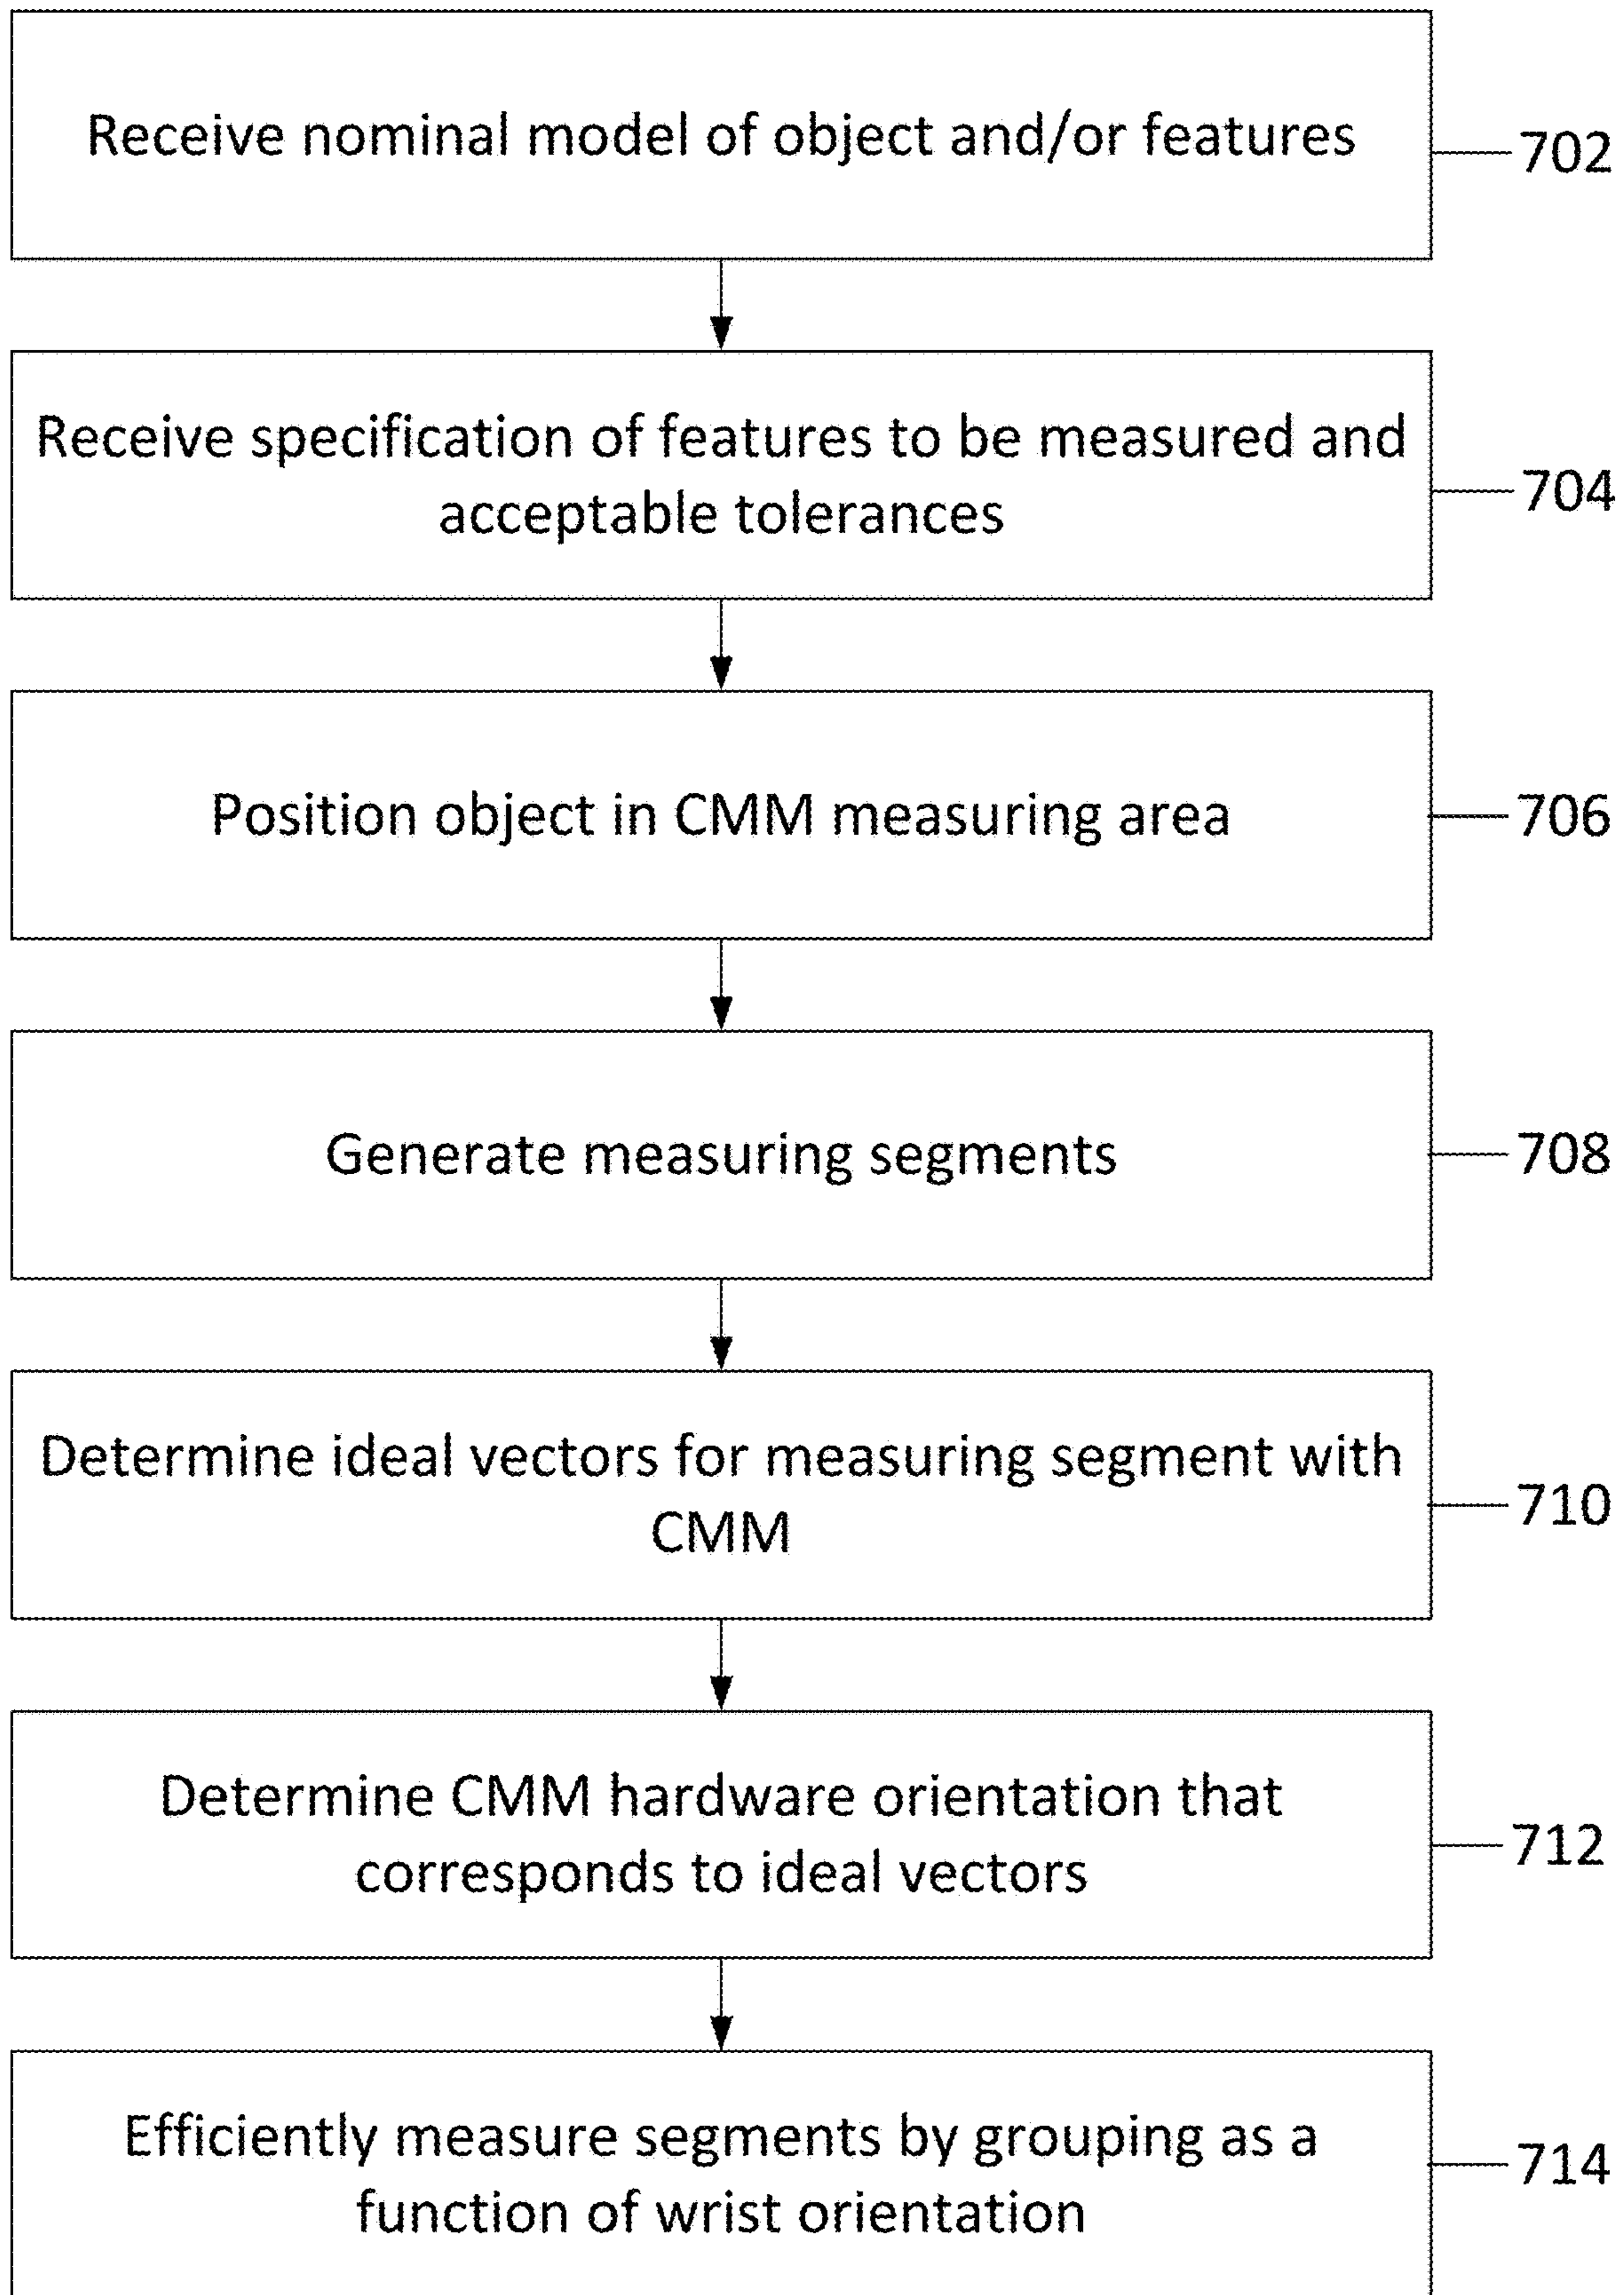 Receive nominal model of object and/or features
702
Receive specification of features to be measured and
acceptable tolerances
704
Position object in CMM measuring area
706
Generate measuring segments
708
Determine ideal vectors for measuring segment with
CMM
710
Determine CMM hardware orientation that
corresponds to ideal vectors
712
Efficiently measure segments by grouping as a
function of wrist orientation
714